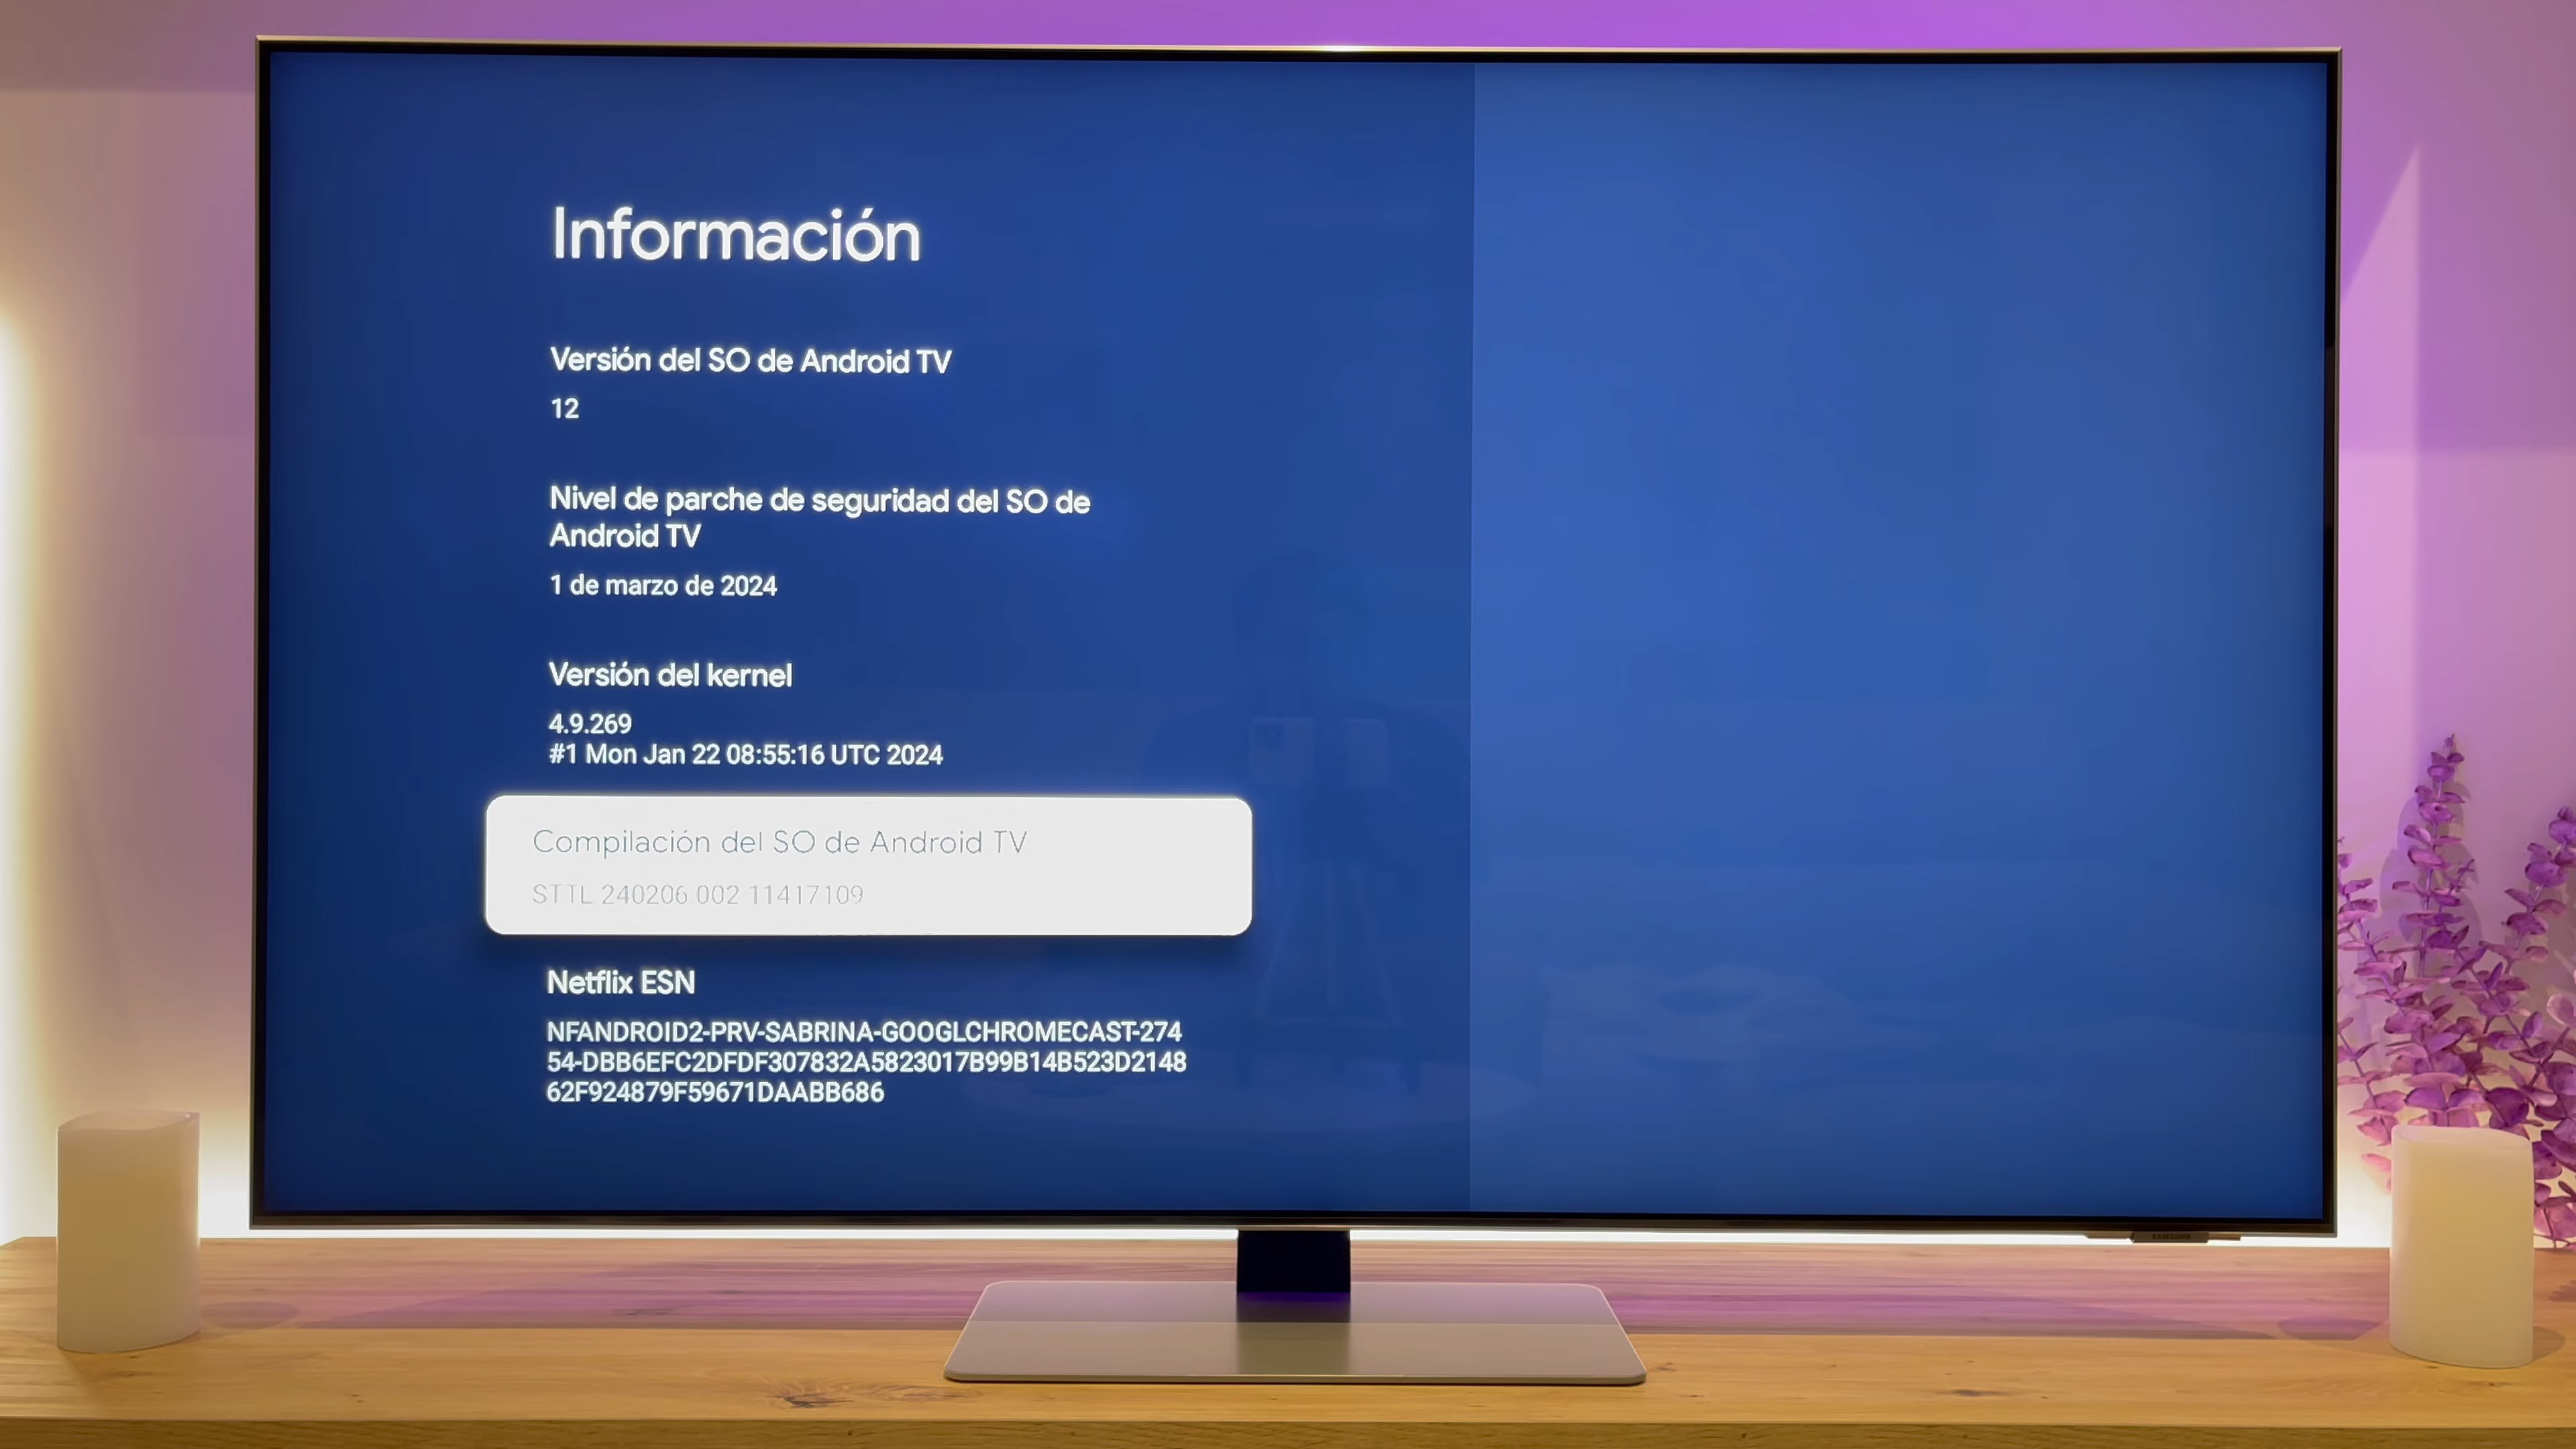 Información
Versión del SO de Android TV
12
Nivel de parche de seguridad del SO de
Android TV
1 de marzo de 2024
Versión del kernel
4.9.269
#1 Mon Jan 22 08:55:16 UTC 2024
Compilación del SO de Android TV
STTL 240206 002 11417109
Netflix ESN
NFANDROID2-PRV-SABRINA-GOOGLCHROMECAST-274
54-DBB6EFC2DFDF307832A5823017B99B14B523D2148
62F924879F59671DAABB686
SAMSUNG